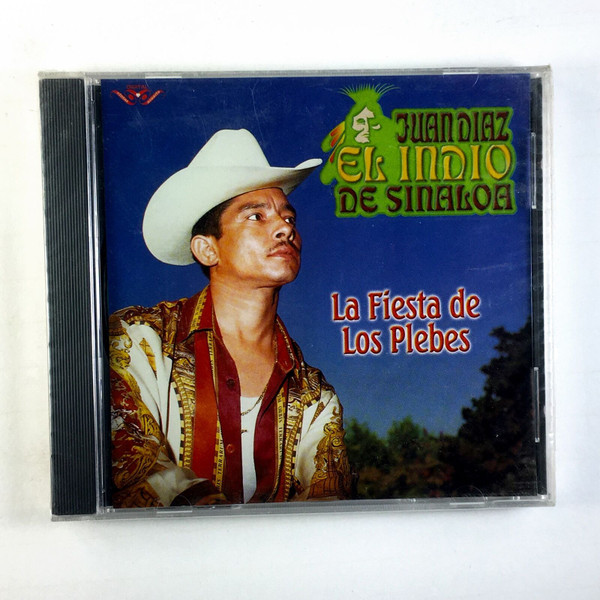 JUAN DIAZ
EL INDIO
DE SINALOA
La Fiesta de
Los Plebes